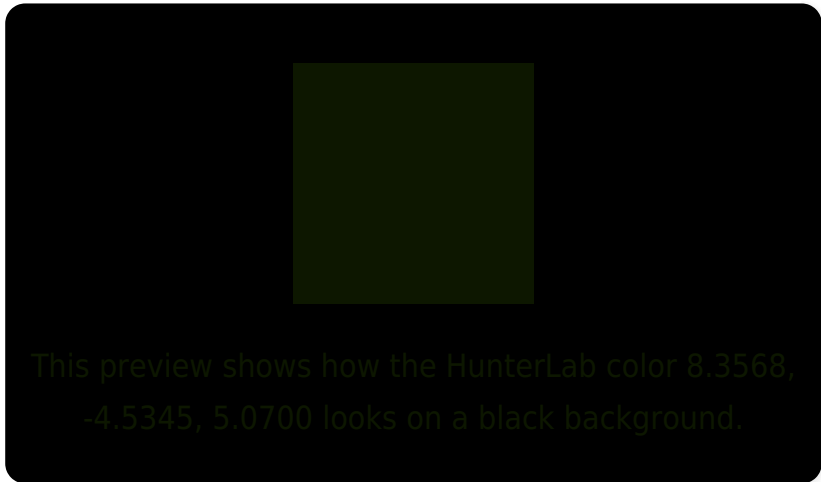 This preview shows how the HunterLab color 8.3568,
-4.5345, 5.0700 looks on a black background.